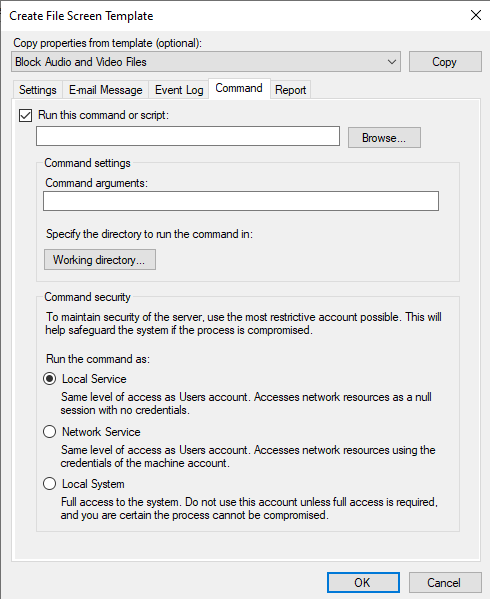 Create File Screen Template
Copy properties from template (optional):
Block Audio and Video Files
Copy
Settings E-mail Message Event Log Command Report
Run this command or script:
Browse...
Command settings
Command arguments:
Specify the directory to run the command in:
Working directory...
Command security
To maintain security of the server, use the most restrictive account possible. This will
help safeguard the system if the process is compromised.
Run the command as:
Local Service
Same level of access as Users account. Accesses network resources as a null
session with no credentials.
Network Service
Same level of access as Users account. Accesses network resources using the
credentials of the machine account.
Local System
Full access to the system. Do not use this account unless full access is required,
and you are certain the process cannot be compromised.
OK Cancel